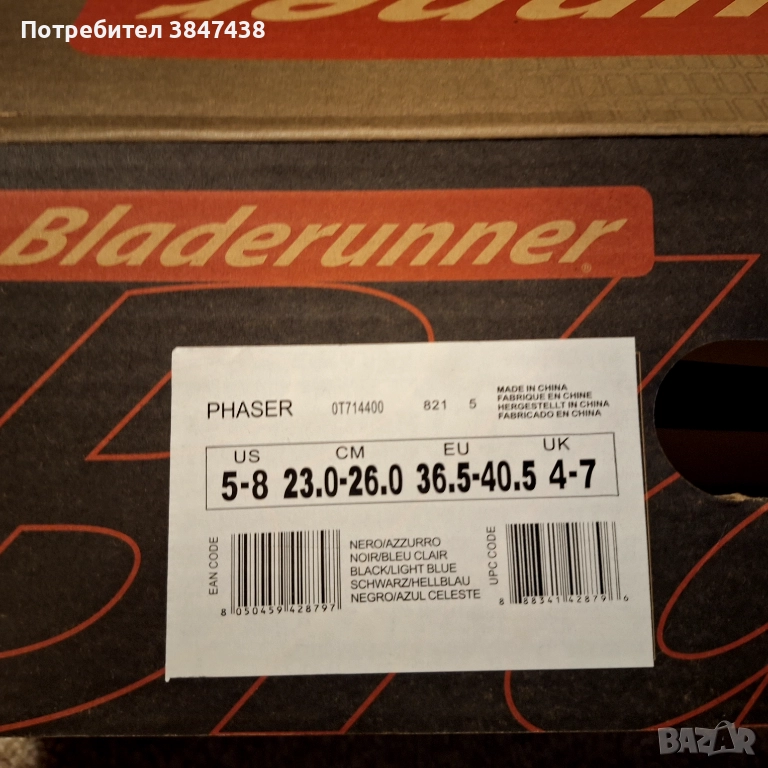 Потребител 3847438
Bladerunner
Bladerunner®
PHASER 0T714400 821 5
MADE IN CHINA
FABRIQUE EN CHINE
HERGESTELLT IN CHINA
FABRICADO EN CHINA
US CM EU UK
5-8 23.0-26.0 36.5-40.5 4-7
EAN CODE
8 050459 428797
NERO/AZZURRO
NOIR/BLEU CLAIR
BLACK/LIGHT BLUE
SCHWARZ/HELLBLAU
NEGRO/AZUL CELESTE
UPC CODE
8 88341 42879 6
BAZAR